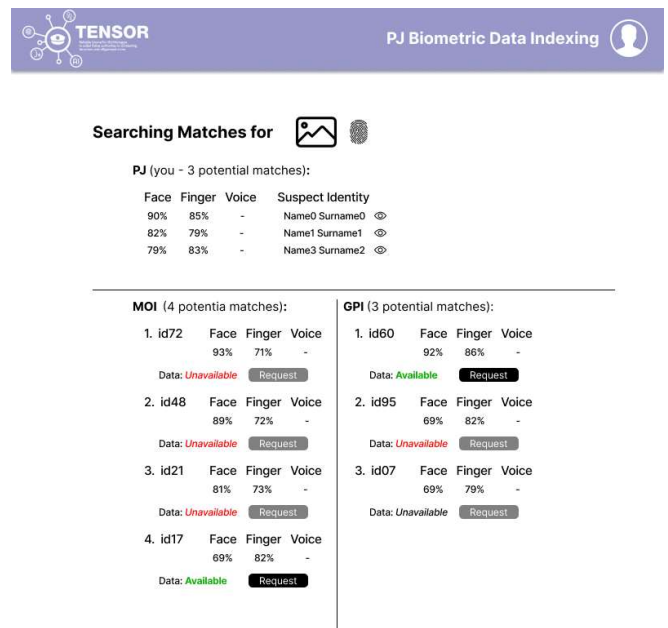 TENSOR
PJ Biometric Data Indexing
Searching Matches for
PJ (you - 3 potential matches):
Face Finger Voice Suspect Identity
90% 85% - Name0 Surname0
82% 79% - Name1 Surname1
79% 83% - Name3 Surname2
MOI (4 potentia matches):
1. id72 Face Finger Voice
93% 71% -
Data: Unavailable Request
2. id48 Face Finger Voice
89% 72% -
Data: Unavailable Request
3. id21 Face Finger Voice
81% 73% -
Data: Unavailable Request
4. id17 Face Finger Voice
69% 82% -
Data: Available Request
GPI (3 potential matches):
1. id60 Face Finger Voice
92% 86% -
Data: Available Request
2. id95 Face Finger Voice
69% 82% -
Data: Unavailable Request
3. id07 Face Finger Voice
69% 79% -
Data: Unavailable Request